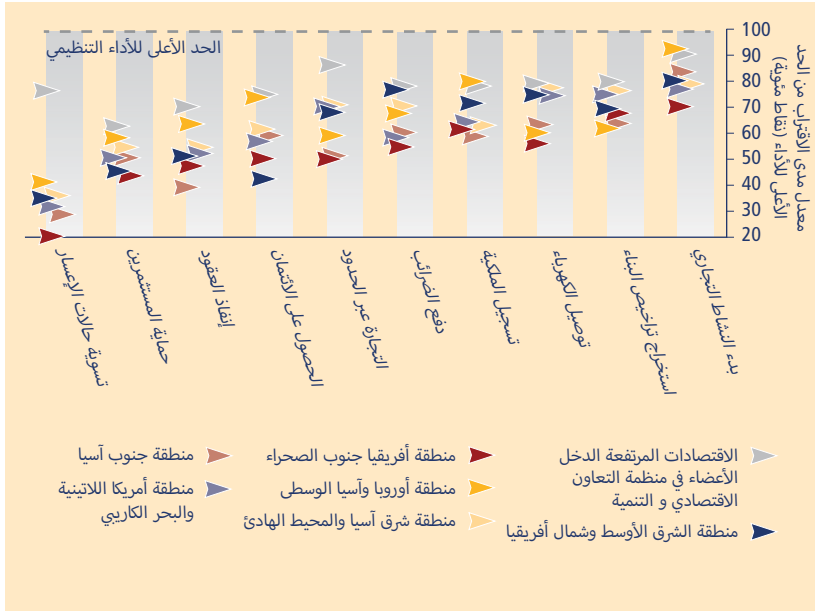 الحد الأعلى للأداء التنظيمي
معدل مدى الاقتراب من الحد
الأعلى للأداء (نقاط مئوية)
100
90
80
70
60
50
40
30
20
بدء النشاط التجاري
استخراج تراخيص البناء
توصيل الكهرباء
تسجيل الملكية
دفع الضرائب
التجارة عبر الحدود
الحصول على الائتمان
إنفاذ العقود
حماية المستثمرين
تسوية حالات الإعسار
الاقتصادات المرتفعة الدخل
الأعضاء في منظمة التعاون
الاقتصادي و التنمية
منطقة الشرق الأوسط وشمال أفريقيا
منطقة أفريقيا جنوب الصحراء
منطقة أوروبا وآسيا الوسطى
منطقة شرق آسيا والمحيط الهادئ
منطقة جنوب آسيا
منطقة أمريكا اللاتينية
والبحر الكاريبي